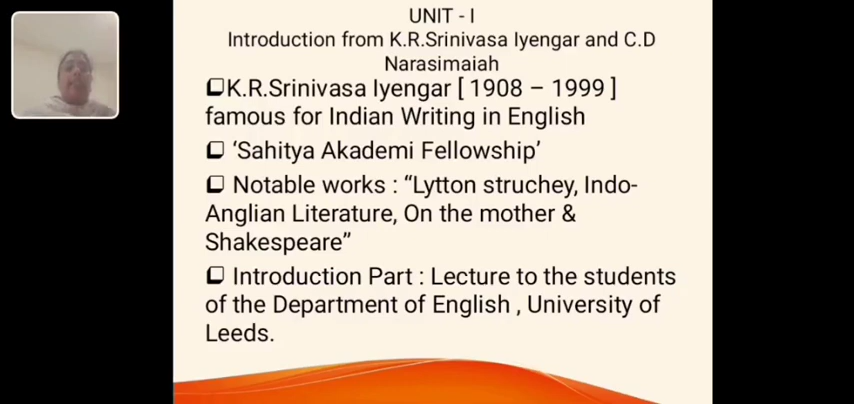 UNIT - I
Introduction from K.R.Srinivasa Iyengar and C.D
Narasimaiah
❑K.R.Srinivasa Iyengar [ 1908 – 1999 ]
famous for Indian Writing in English
❑ ‘Sahitya Akademi Fellowship’
❑ Notable works : “Lytton struchey, Indo-
Anglian Literature, On the mother &
Shakespeare”
❑ Introduction Part : Lecture to the students
of the Department of English , University of
Leeds.